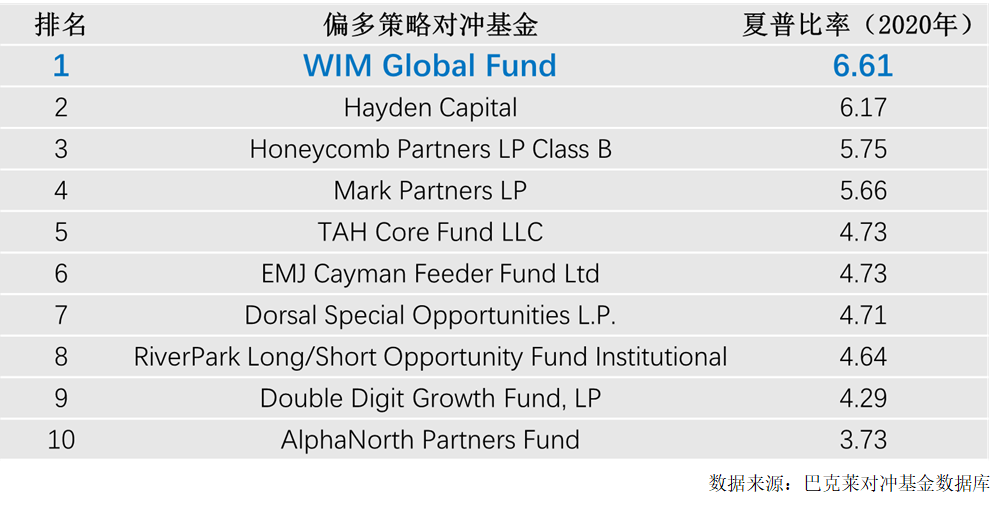 排名 偏多策略对冲基金 夏普比率（2020年）
1 WIM Global Fund 6.61
2 Hayden Capital 6.17
3 Honeycomb Partners LP Class B 5.75
4 Mark Partners LP 5.66
5 TAH Core Fund LLC 4.73
6 EMJ Cayman Feeder Fund Ltd 4.73
7 Dorsal Special Opportunities L.P. 4.71
8 RiverPark Long/Short Opportunity Fund Institutional 4.64
9 Double Digit Growth Fund, LP 4.29
10 AlphaNorth Partners Fund 3.73
数据来源：巴克莱对冲基金数据库